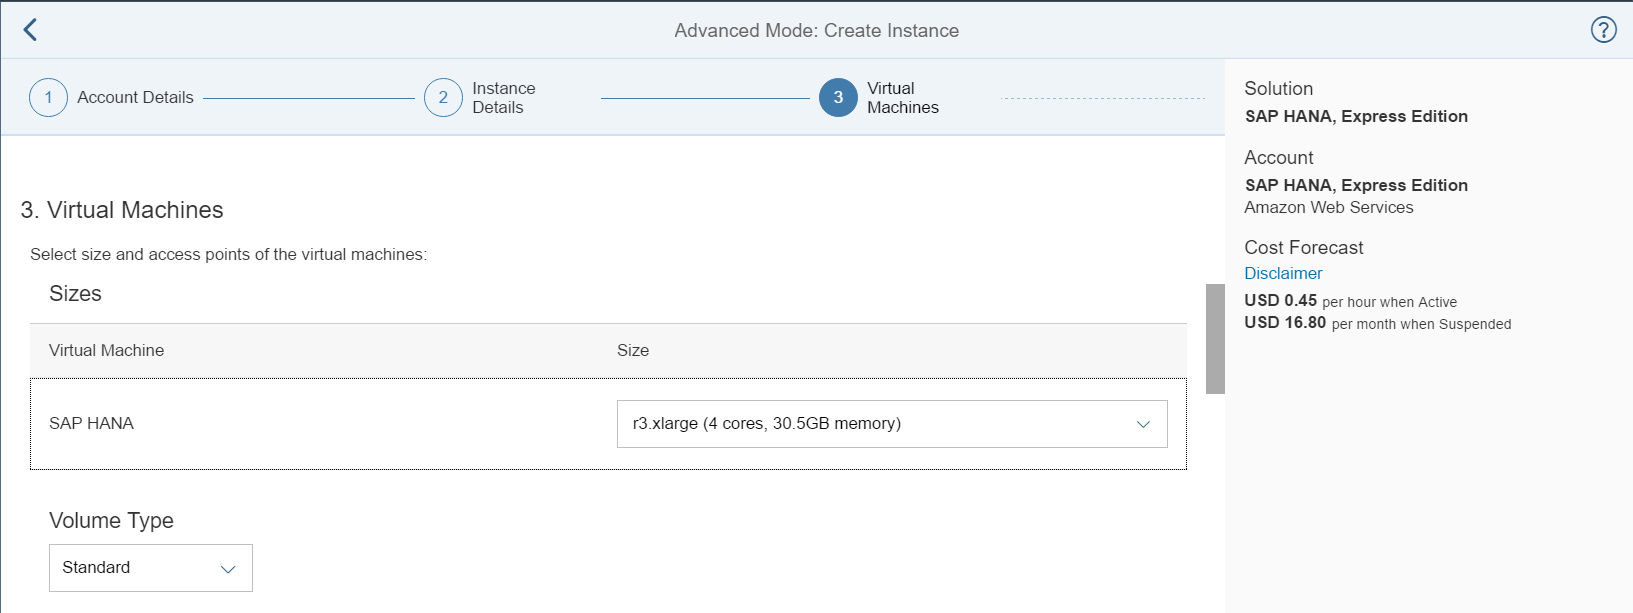 Advanced Mode: Create Instance
?
1 Account Details
2 Instance
Details
3 Virtual
Machines
3. Virtual Machines
Select size and access points of the virtual machines:
Sizes
Virtual Machine Size
SAP HANA r3.xlarge (4 cores, 30.5GB memory)
Volume Type
Standard
Solution
SAP HANA, Express Edition
Account
SAP HANA, Express Edition
Amazon Web Services
Cost Forecast
Disclaimer
USD 0.45 per hour when Active
USD 16.80 per month when Suspended